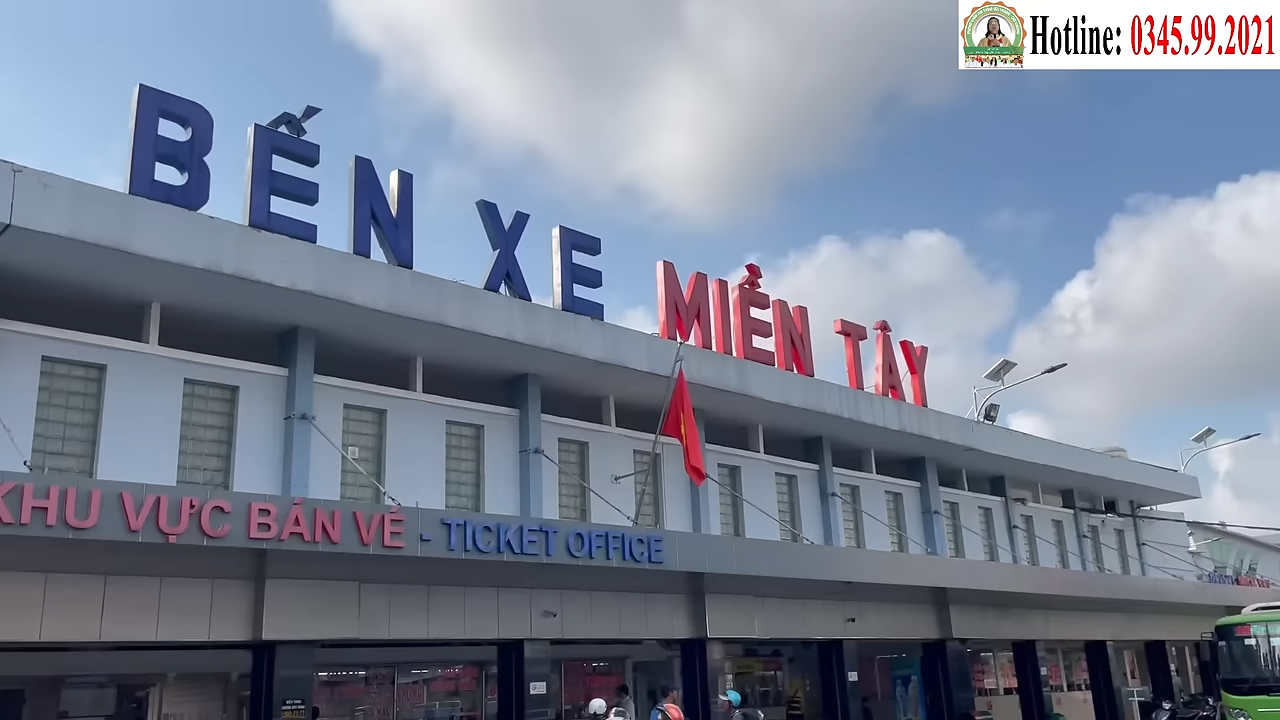 Hotline: 0345.99.2021
BẾN XE MIỀN TÂY
KHU VỰC BÁN VÉ - TICKET OFFICE